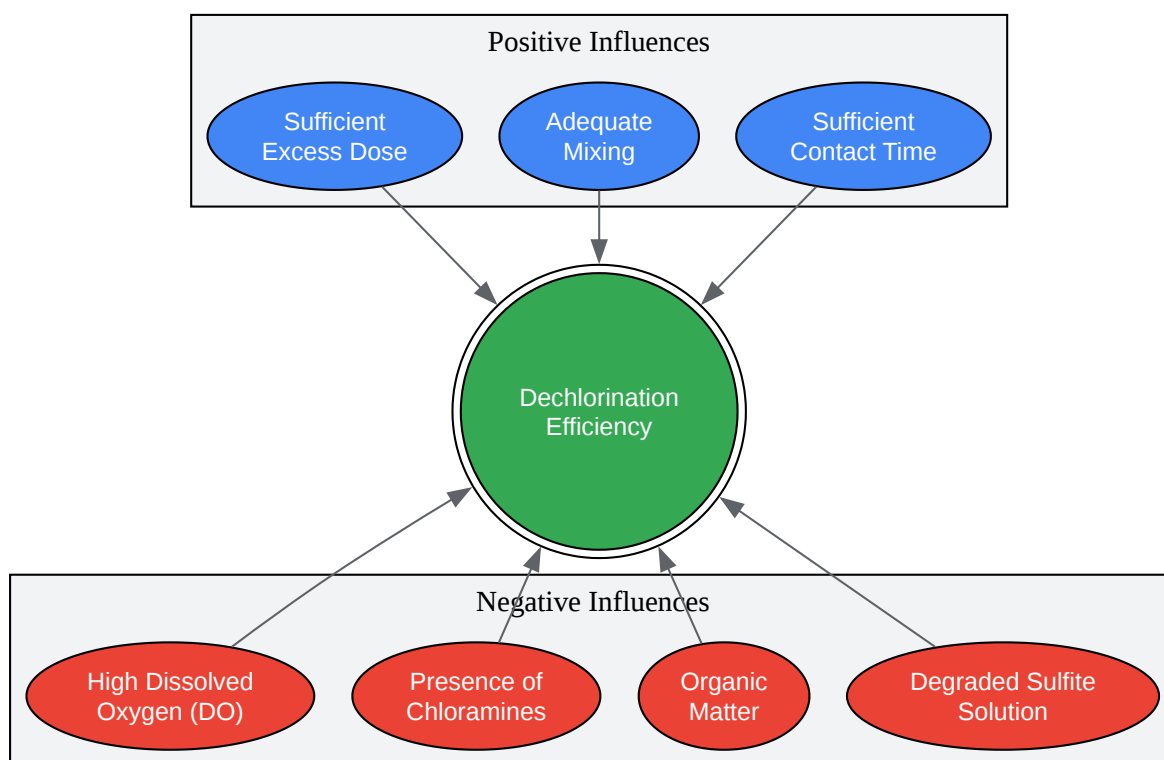 Positive Influences
Sufficient
Excess Dose
Adequate
Mixing
Sufficient
Contact Time
Dechlorination
Efficiency
Negative Influences
High Dissolved
Oxygen (DO)
Presence of
Chloramines
Organic
Matter
Degraded Sulfite
Solution